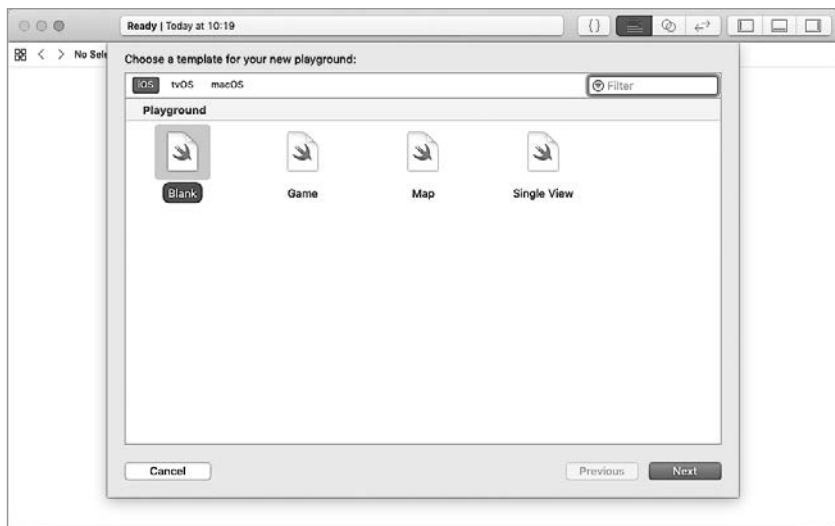 Ready | Today at 10:19
{}
No Sele
Choose a template for your new playground:
iOS tvOS macOS
Filter
Playground
Blank Game Map Single View
Cancel Previous Next